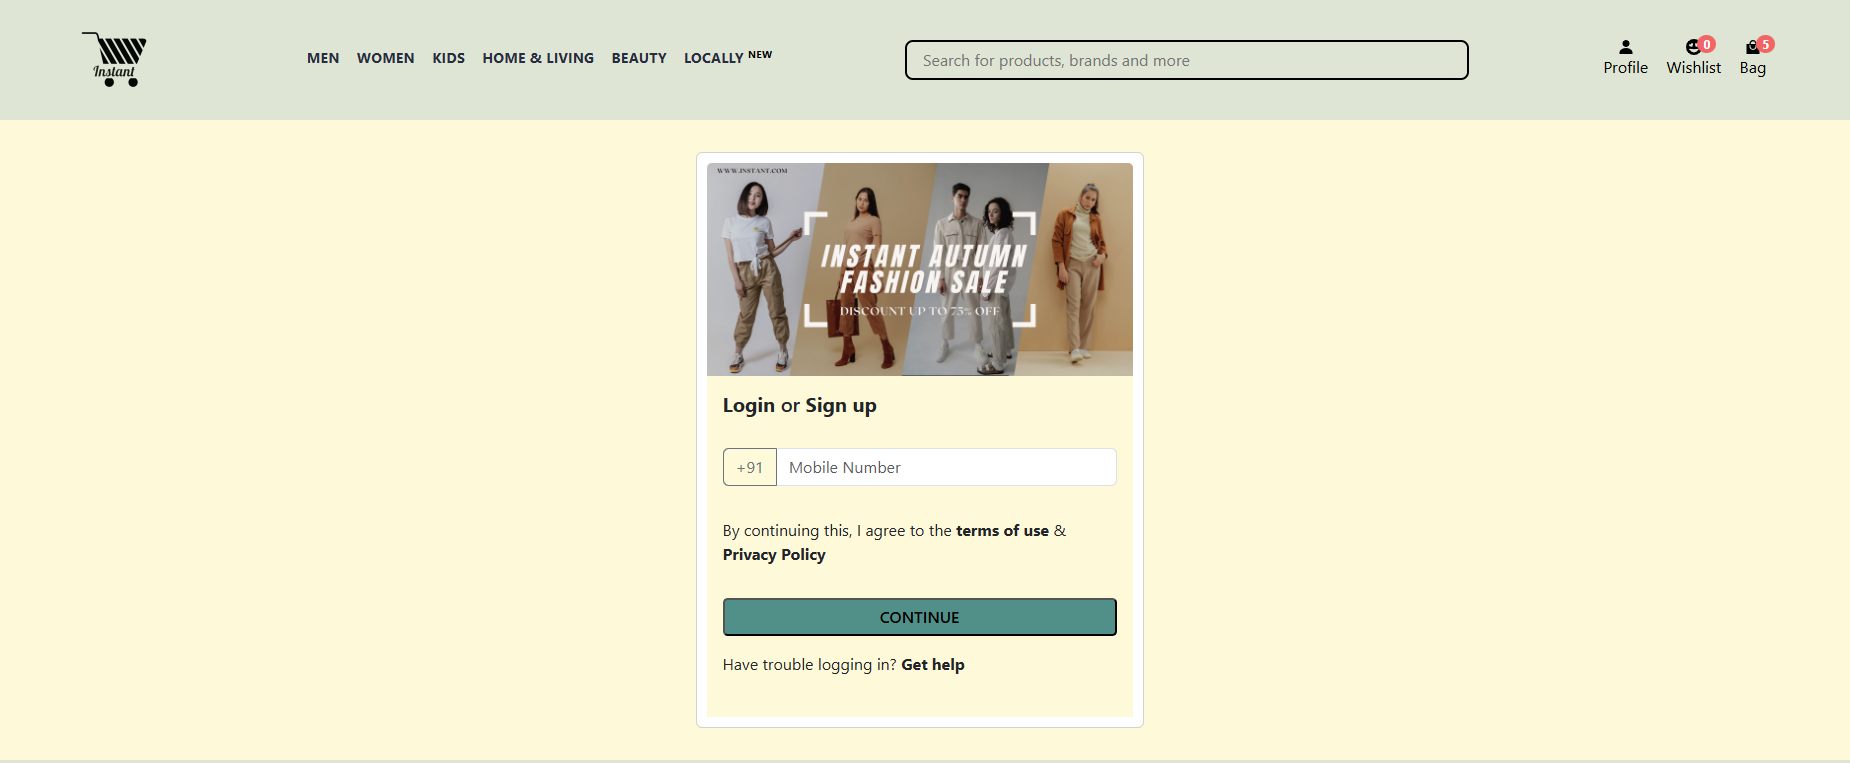 Instant
MEN WOMEN KIDS HOME & LIVING BEAUTY LOCALLY NEW
Search for products, brands and more
0
5
Profile Wishlist Bag
WWW.INSTANT.COM
INSTANT AUTUMN
FASHION SALE
DISCOUNT UP TO 75% OFF
Login or Sign up
+91 Mobile Number
By continuing this, I agree to the terms of use &
Privacy Policy
CONTINUE
Have trouble logging in? Get help